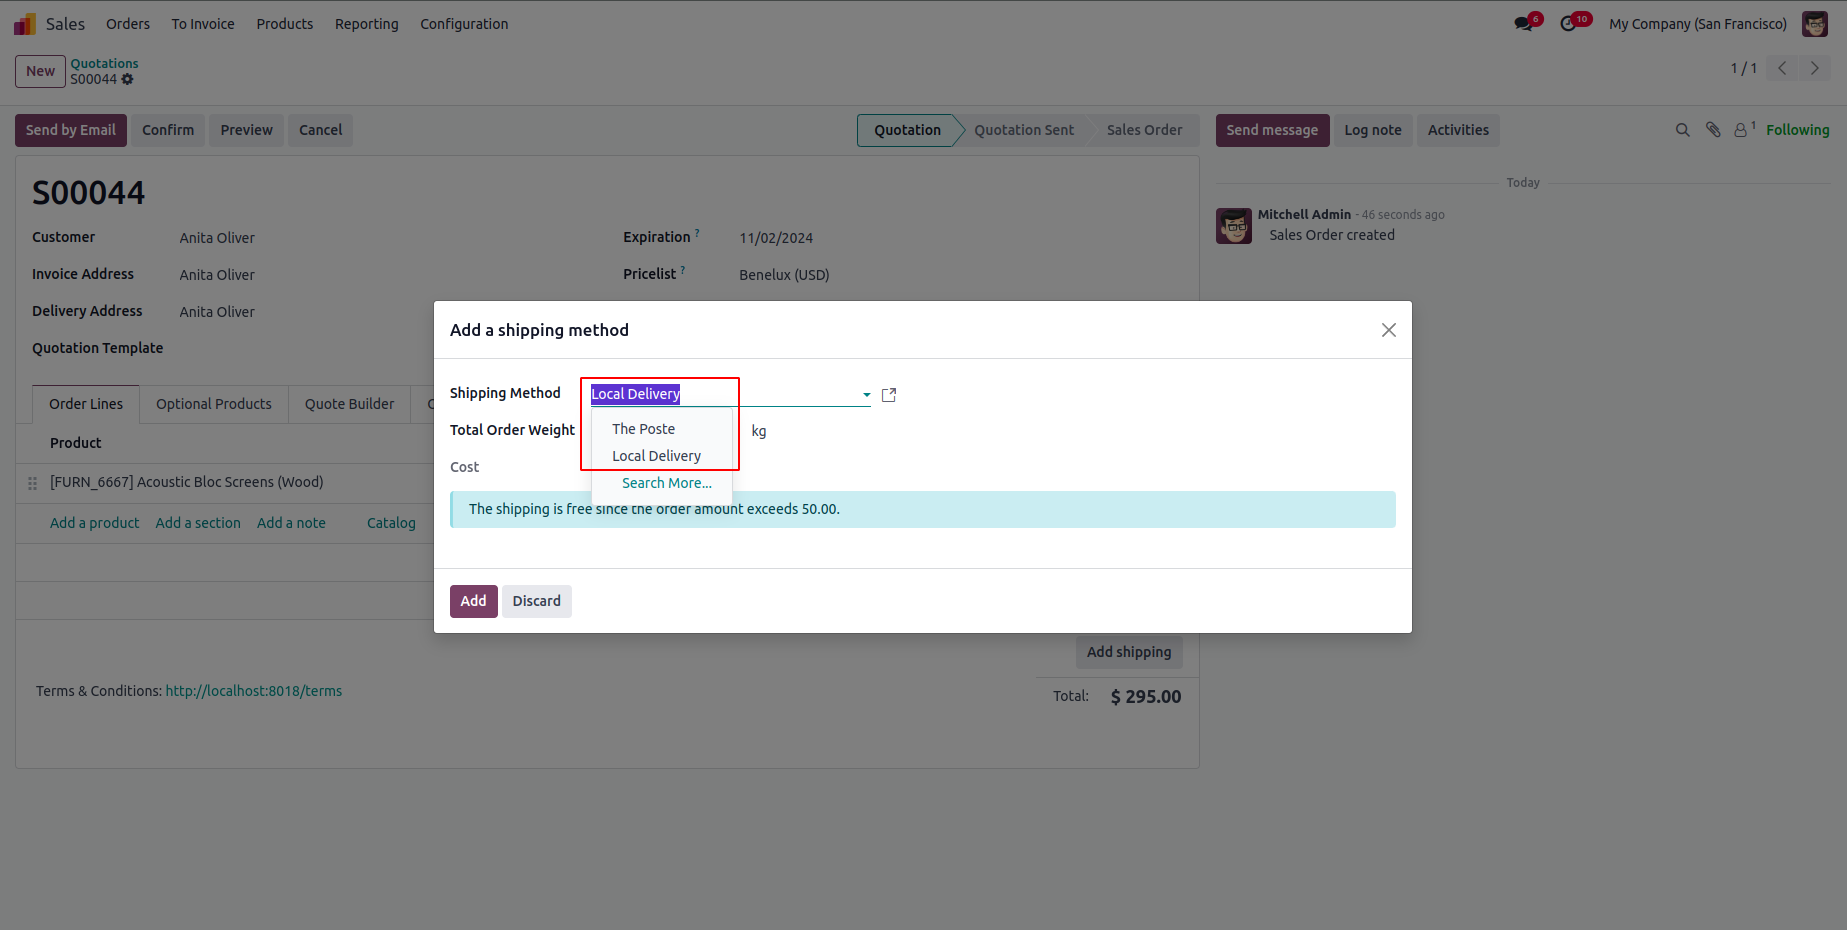 Sales Orders To Invoice Products Reporting Configuration 6 10 My Company (San Francisco)
New Quotations
S00044
1 / 1
Send by Email Confirm Preview Cancel Quotation Quotation Sent Sales Order Send message Log note Activities 1 Following
Today
S00044
Mitchell Admin - 46 seconds ago
Sales Order created
Customer Anita Oliver Expiration ? 11/02/2024
Invoice Address Anita Oliver Pricelist ? Benelux (USD)
Delivery Address Anita Oliver
Quotation Template
Add a shipping method
Shipping Method Local Delivery
The Poste
Local Delivery
Search More...
Total Order Weight kg
Cost
The shipping is free since the order amount exceeds 50.00.
Add Discard
Order Lines Optional Products Quote Builder
Product
[FURN_6667] Acoustic Bloc Screens (Wood)
Add a product Add a section Add a note Catalog
Add shipping
Terms & Conditions: http://localhost:8018/terms
Total: $ 295.00